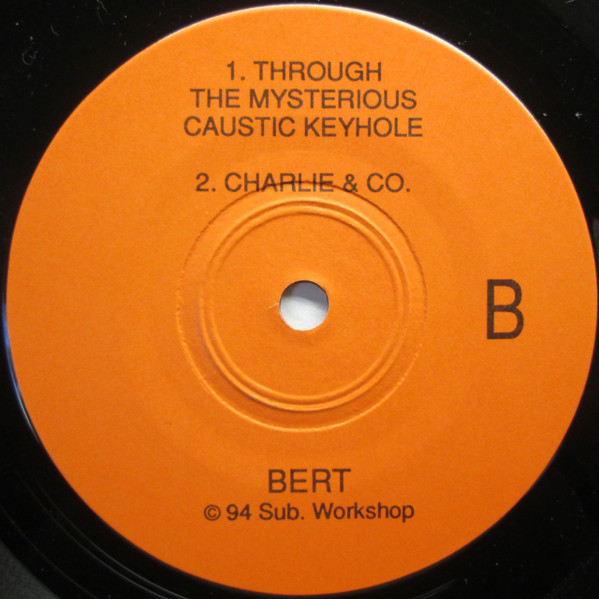 1. THROUGH
THE MYSTERIOUS
CAUSTIC KEYHOLE
2. CHARLIE & CO.
B
BERT
© 94 Sub. Workshop